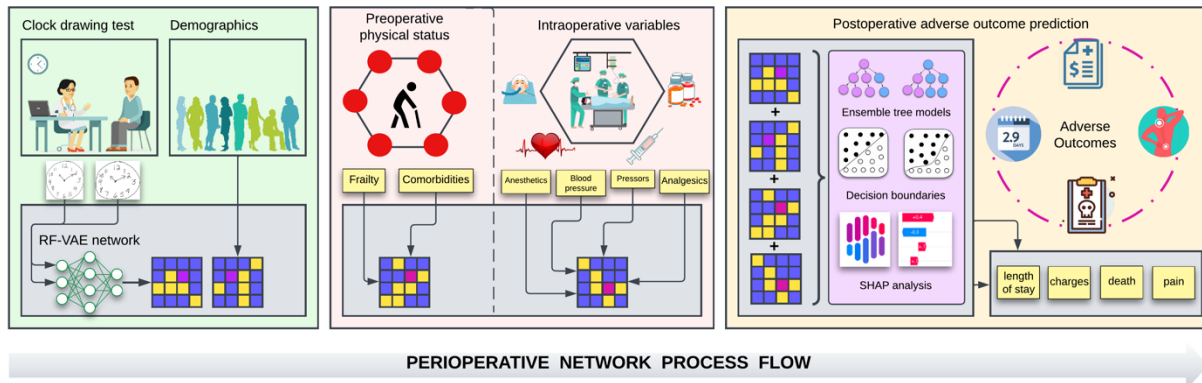 Clock drawing test
Demographics
RF-VAE network
Preoperative
physical status
Intraoperative variables
Frailty
Comorbidities
Anesthetics
Blood
pressure
Pressors
Analgesics
Postoperative adverse outcome prediction
+
+
+
Ensemble tree models
Decision boundaries
SHAP analysis
$
2.9
DAYS
Adverse
Outcomes
length
of stay
charges
death
pain
PERIOPERATIVE NETWORK PROCESS FLOW